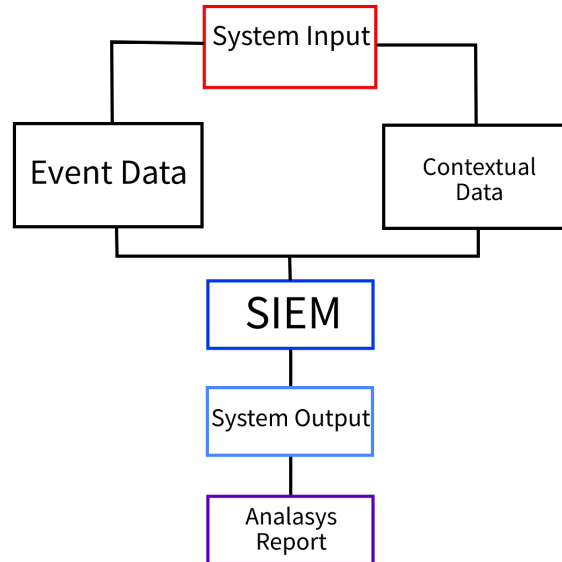 System Input
Event Data
Contextual
Data
SIEM
System Output
Analasys
Report